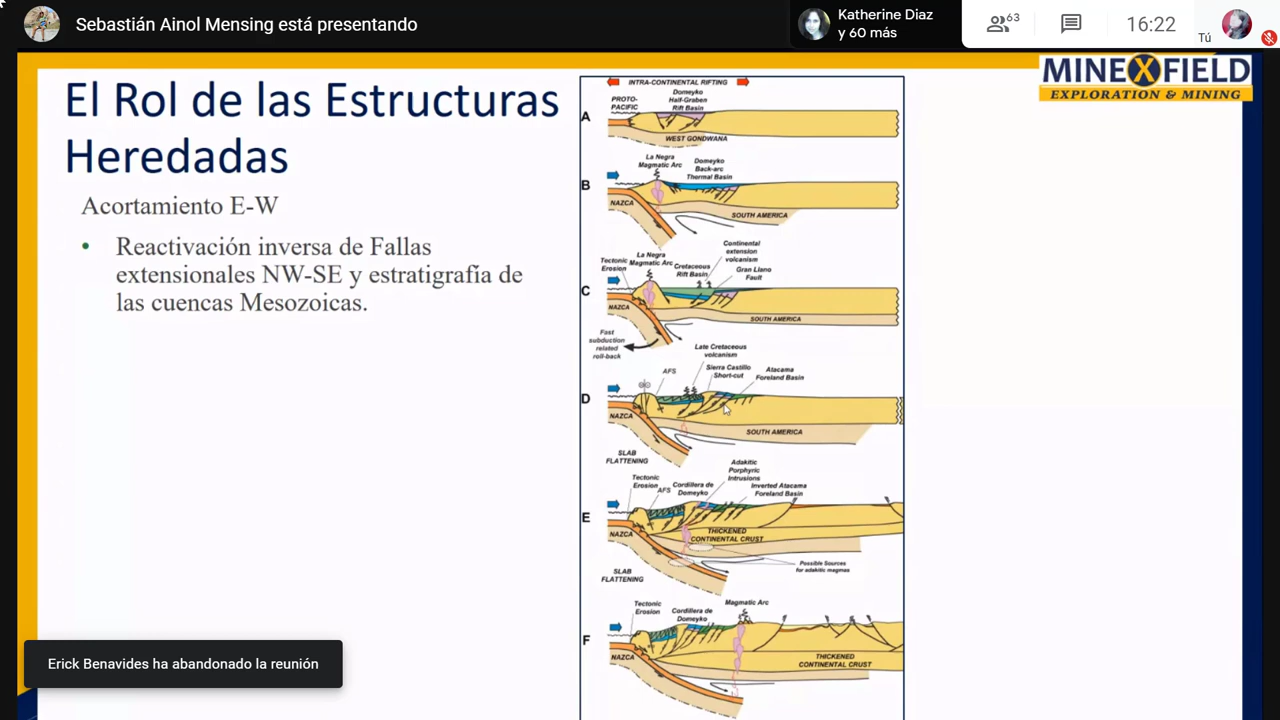 Sebastián Ainol Mensing está presentando
Katherine Diaz
y 60 más
63
16:22
Tú
El Rol de las Estructuras
Heredadas
MINEXFIELD
EXPLORATION & MINING
Acortamiento E-W
• Reactivación inversa de Fallas
extensionales NW-SE y estratigrafía de
las cuencas Mesozoicas.
INTRA-CONTINENTAL RIFTING
PROTO-
PACIFIC
Domeyko
Half-Graben
Rift Basin
A
WEST GONDWANA
La Negra
Magmatic Arc
Domeyko
Back-arc
Thermal Basin
B
NAZCA
SOUTH AMERICA
Continental
extension
volcanism
Tectonic
Erosion
La Negra
Magmatic Arc
Cretaceous
Rift Basin
Gran Llano
Fault
C
NAZCA
SOUTH AMERICA
Fast
subduction
related
roll-back
Late Cretaceous
volcanism
AFS
Sierra Castillo
Short-cut
Atacama
Foreland Basin
D
NAZCA
SOUTH AMERICA
SLAB
FLATTENING
Adakitic
Porphyric
Intrusions
Tectonic
Erosion
AFS
Cordillera de
Domeyko
Inverted Atacama
Foreland Basin
E
NAZCA
THICKENED
CONTINENTAL CRUST
Possible Sources
for adakitic magmas
SLAB
FLATTENING
Tectonic
Erosion
Cordillera de
Domeyko
Magmatic Arc
F
NAZCA
THICKENED
CONTINENTAL CRUST
Erick Benavides ha abandonado la reunión